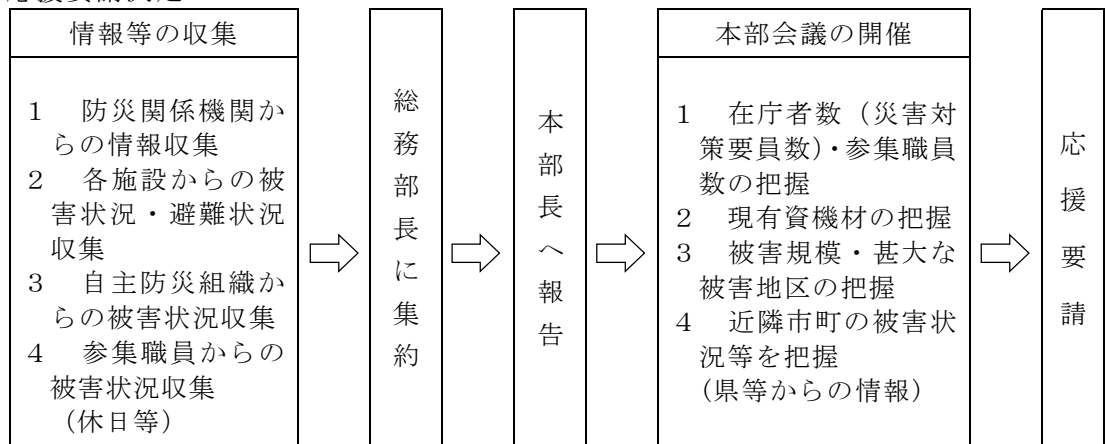 情報等の収集
1　防災関係機関か
らの情報収集
2　各施設からの被
害状況・避難状況
収集
3　自主防災組織か
らの被害状況収集
4　参集職員からの
被害状況収集
（休日等）
総務部長に集約
本部長へ報告
本部会議の開催
1　在庁者数（災害対
策要員数）・参集職員
数の把握
2　現有資機材の把握
3　被害規模・甚大な
被害地区の把握
4　近隣市町の被害状
況等を把握
（県等からの情報）
応援要請